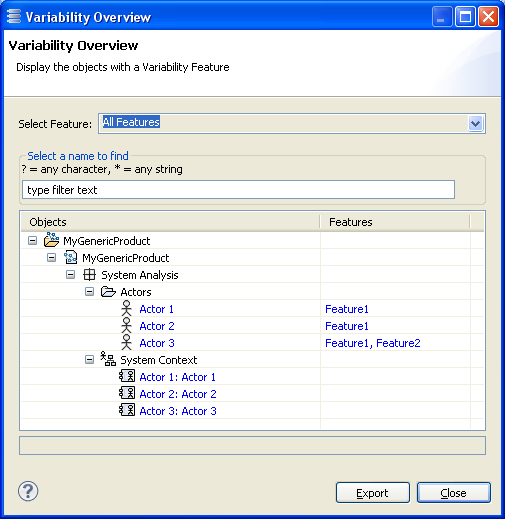 Variability Overview
Variability Overview
Display the objects with a Variability Feature
Select Feature: All Features
Select a name to find
? = any character, * = any string
type filter text
Objects Features
MyGenericProduct
MyGenericProduct
System Analysis
Actors
Actor 1 Feature1
Actor 2 Feature1
Actor 3 Feature1, Feature2
System Context
Actor 1: Actor 1
Actor 2: Actor 2
Actor 3: Actor 3
? Export Close